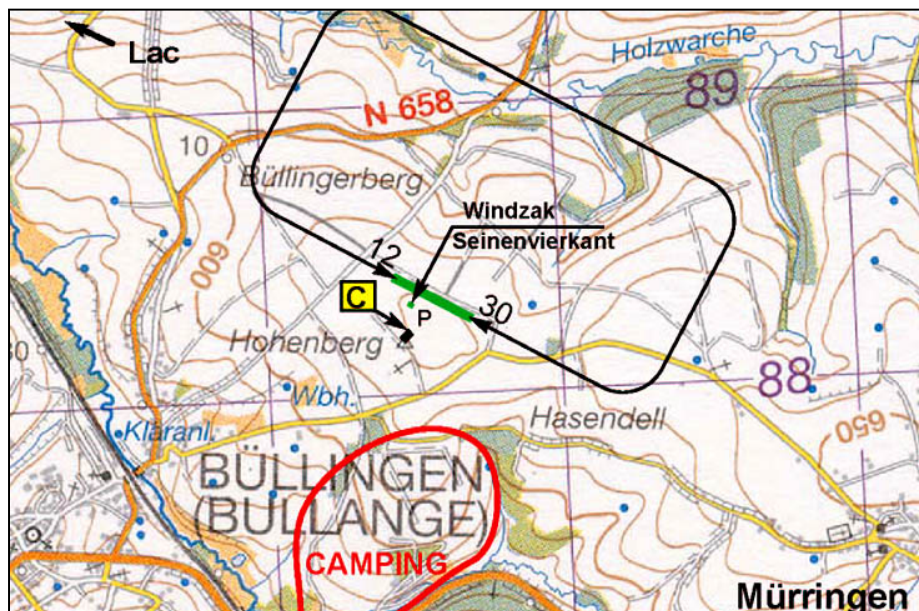 Lac
Holzwarche
89
N 658
10
Büllingerberg
Windzak
Seinenvierkant
12
C
P
30
600
Hohenberg
88
Wbh.
Hasendell
650
Kläranl.
BÜLLINGEN
(BULLANGE)
CAMPING
Mürringen